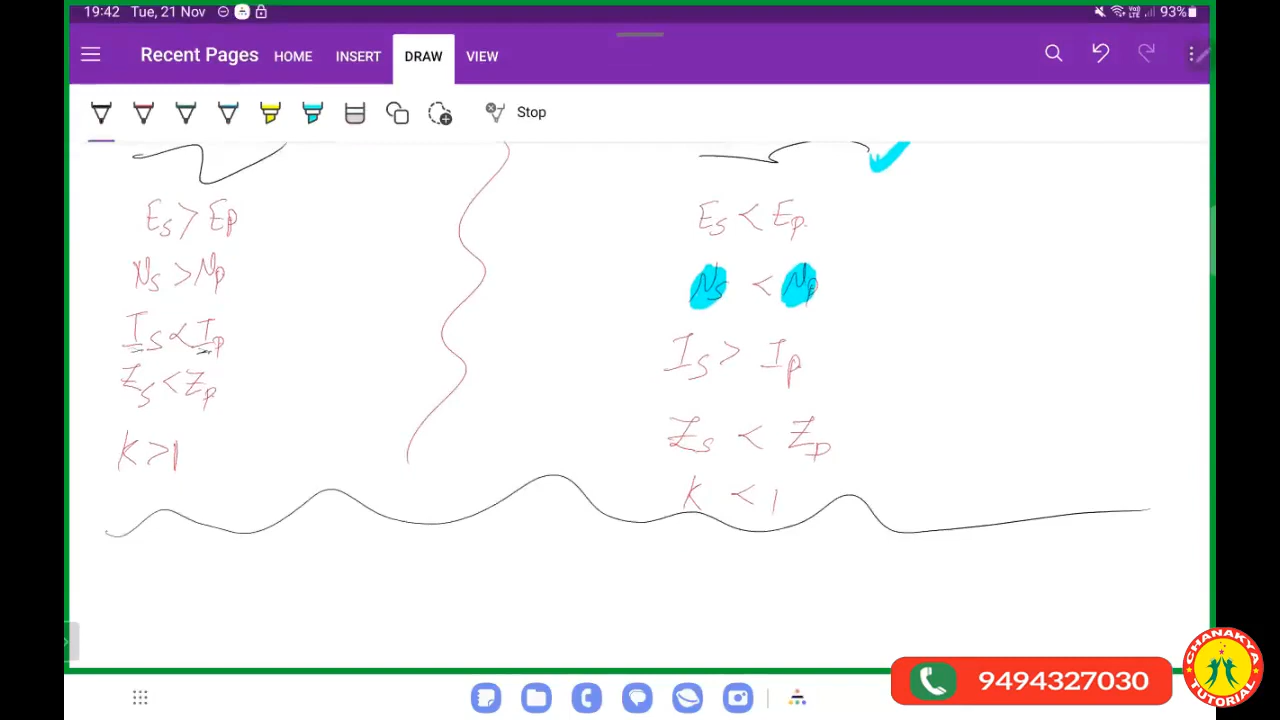 19:42 Tue, 21 Nov
93%
Recent Pages HOME INSERT DRAW VIEW
Stop
Es > Ep
Ns > Np
Is < Ip
Zs < Zp
K > 1
Es < Ep
Ns < Np
Is > Ip
Zs < Zp
K < 1
9494327030
CHANAKYA
TUTORIAL